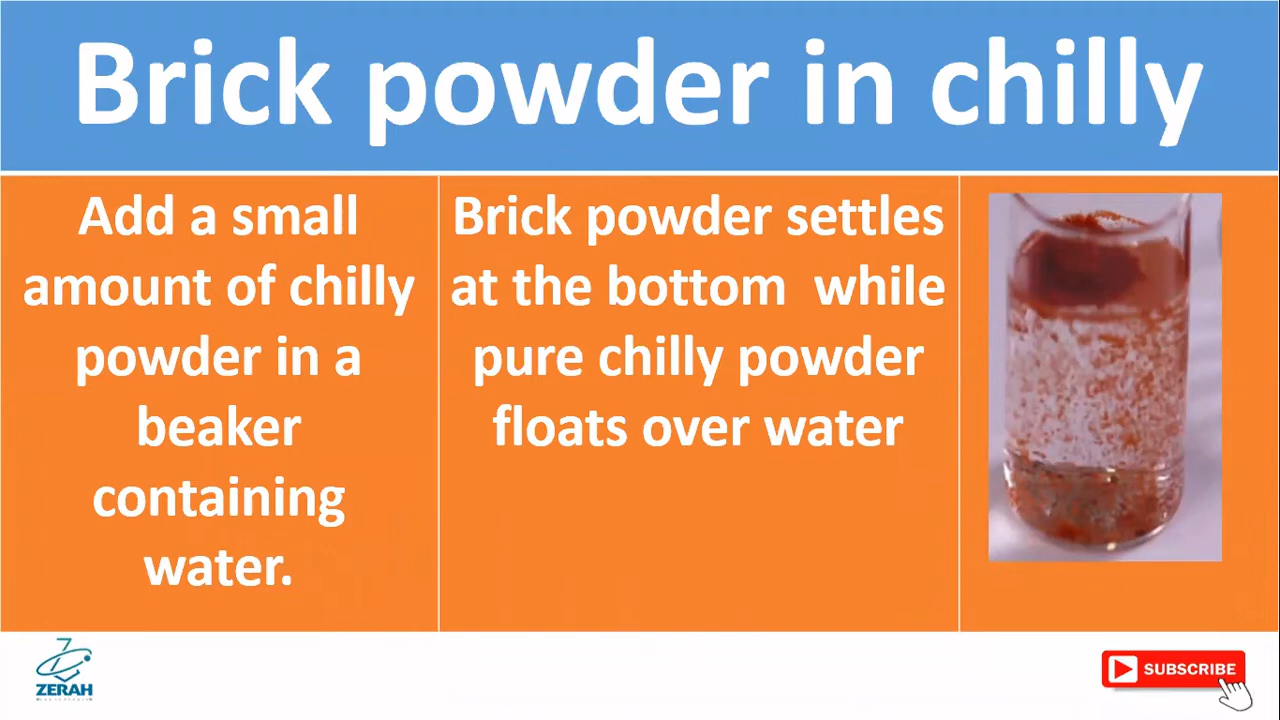 Brick powder in chilly
Add a small
amount of chilly
powder in a
beaker
containing
water.
Brick powder settles
at the bottom while
pure chilly powder
floats over water
ZERAH
SUBSCRIBE